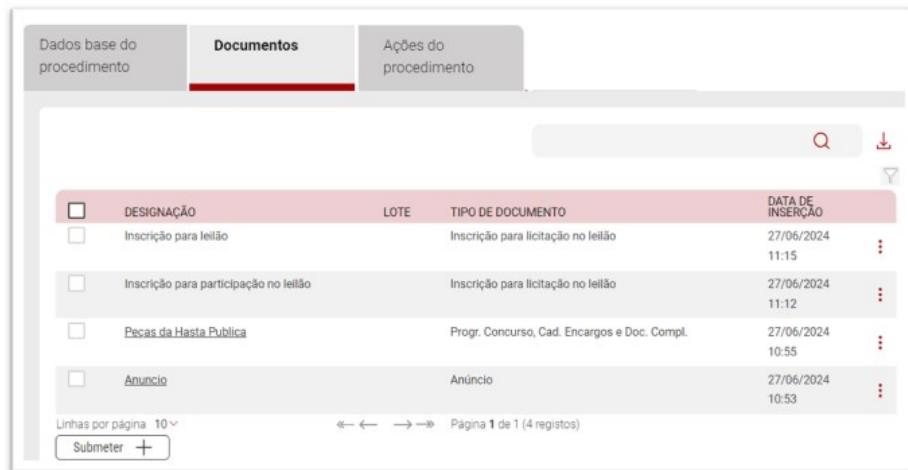 Dados base do procedimento
Documentos
Ações do procedimento
DESIGNAÇÃO LOTE TIPO DE DOCUMENTO DATA DE INSERÇÃO
Inscrição para leilão Inscrição para licitação no leilão 27/06/2024 11:15
Inscrição para participação no leilão Inscrição para licitação no leilão 27/06/2024 11:12
Peças da Hasta Publica Progr. Concurso, Cad. Encargos e Doc. Compl. 27/06/2024 10:55
Anuncio Anúncio 27/06/2024 10:53
Linhas por página 10 Página 1 de 1 (4 registos)
Submeter